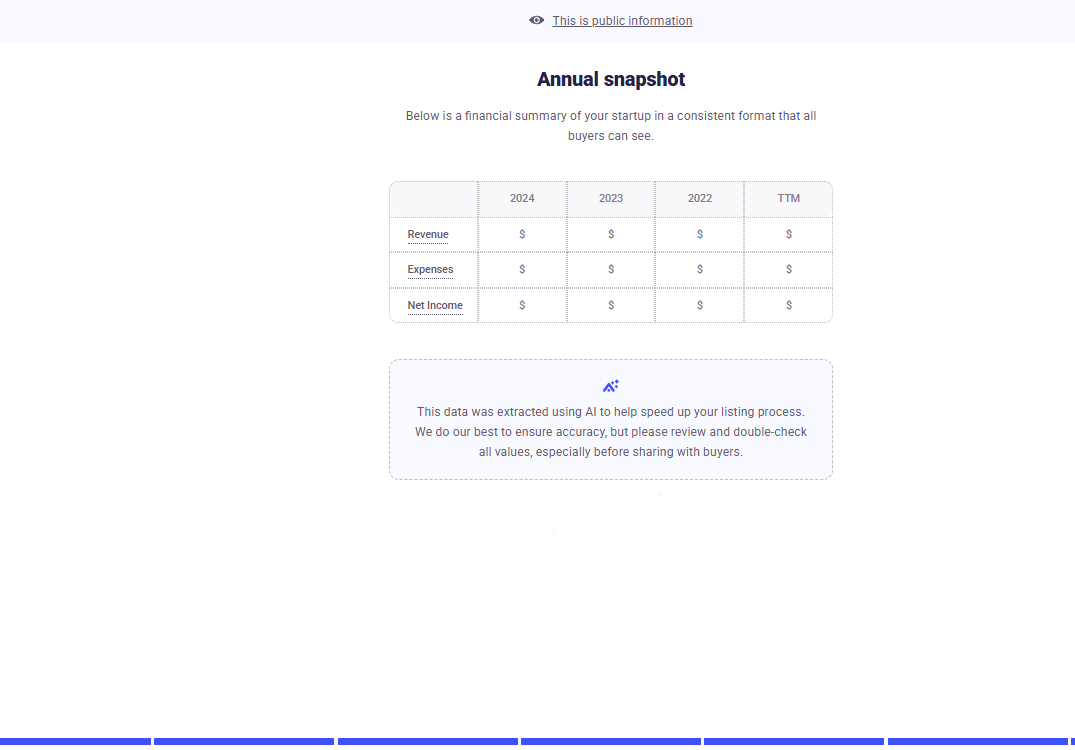 This is public information
Annual snapshot
Below is a financial summary of your startup in a consistent format that all
buyers can see.
2024 2023 2022 TTM
Revenue $ $ $ $
Expenses $ $ $ $
Net Income $ $ $ $
This data was extracted using AI to help speed up your listing process.
We do our best to ensure accuracy, but please review and double-check
all values, especially before sharing with buyers.